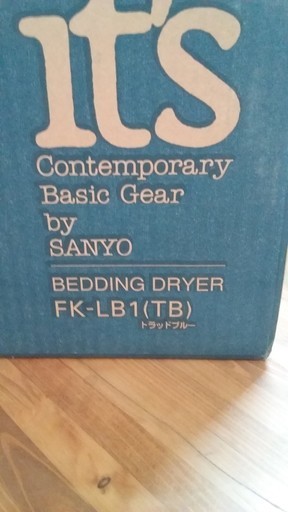 it's
Contemporary
Basic Gear
by
SANYO
BEDDING DRYER
FK-LB1(TB)
トラッドブルー